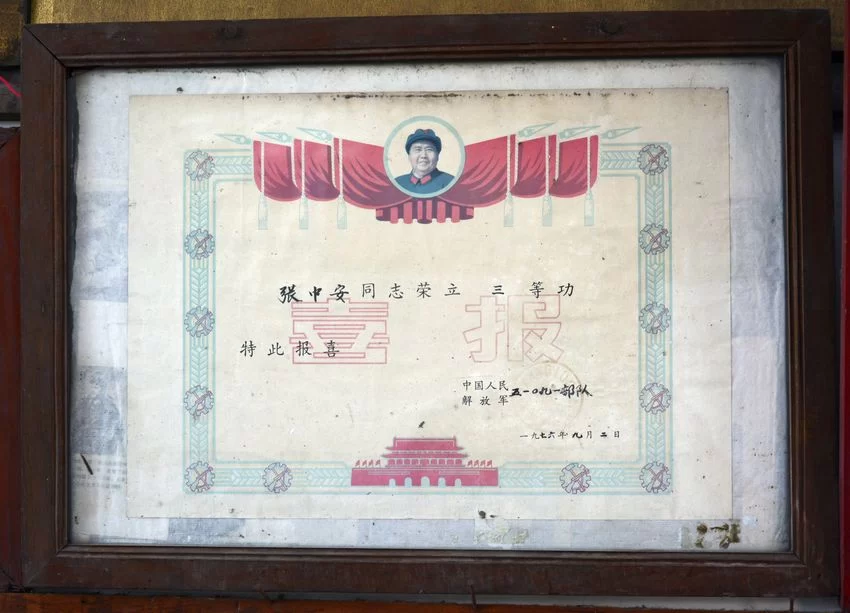 张中安同志荣立 三等功
喜报
特此报喜
中国人民
解放军 五一0九一部队
一九七六年九月二日